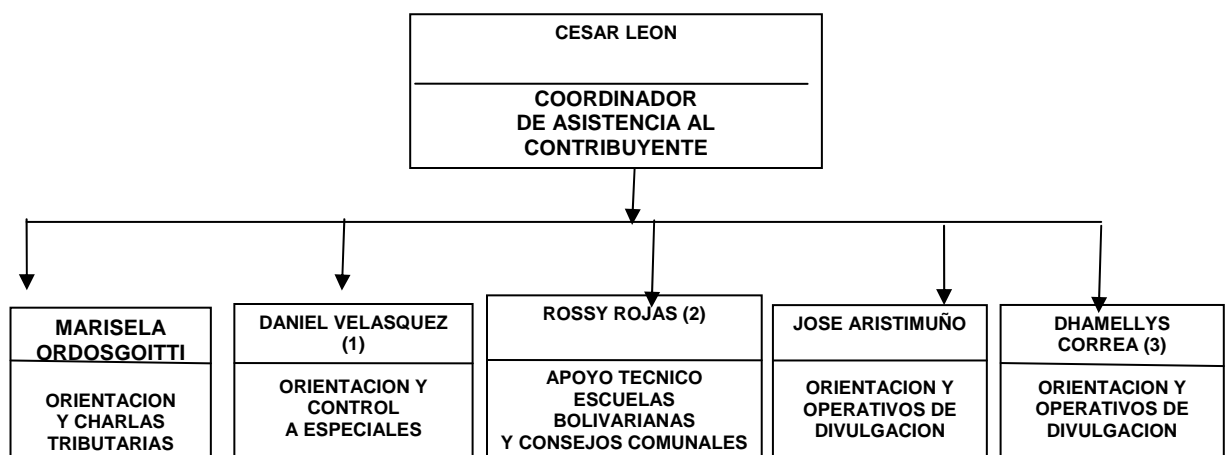 CESAR LEON
COORDINADOR
DE ASISTENCIA AL
CONTRIBUYENTE
MARISELA
ORDOSGOITTI
ORIENTACION
Y CHARLAS
TRIBUTARIAS
DANIEL VELASQUEZ
(1)
ORIENTACION Y
CONTROL
A ESPECIALES
ROSSY ROJAS (2)
APOYO TECNICO
ESCUELAS
BOLIVARIANAS
Y CONSEJOS COMUNALES
JOSE ARISTIMUÑO
ORIENTACION Y
OPERATIVOS DE
DIVULGACION
DHAMELLYS
CORREA (3)
ORIENTACION Y
OPERATIVOS DE
DIVULGACION